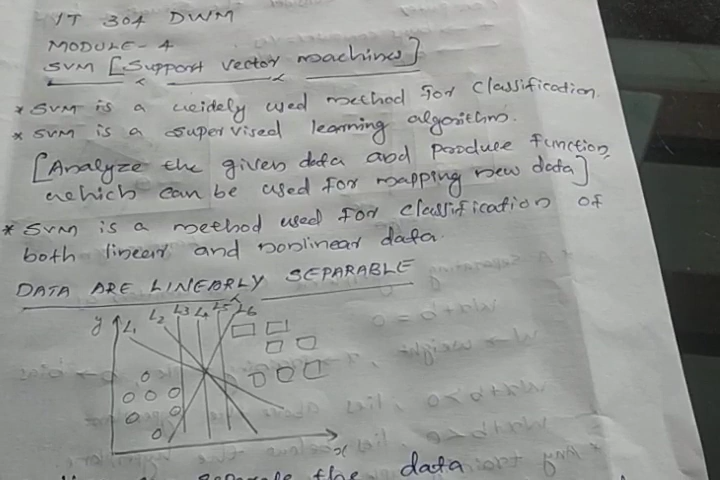 IT 304 DWM
MODULE - 4
SVM [Support vector machines]
* SVM is a widely used method for classification.
* SVM is a supervised learning algorithm.
[Analyze the given data and produce function,
which can be used for mapping new data]
* SVM is a method used for classification of
both linear and nonlinear data.
DATA ARE LINEARLY SEPARABLE
y L1 L2 L3 L4 L5 L6
x
separate the data